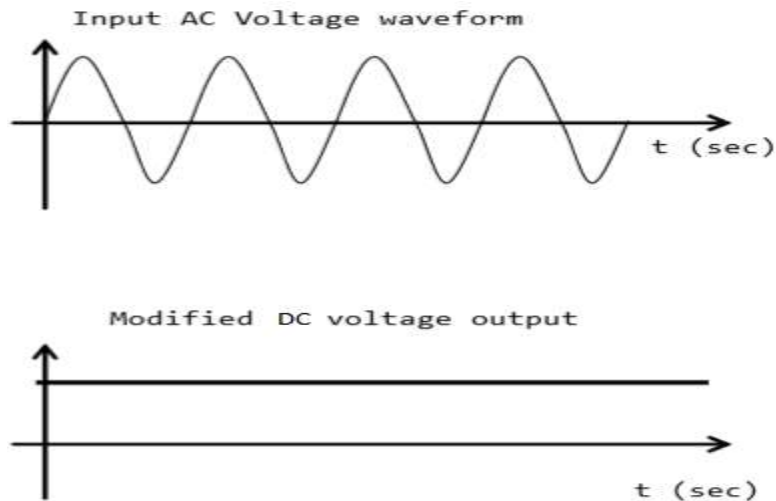 Input AC Voltage waveform
t (sec)
Modified DC voltage output
t (sec)